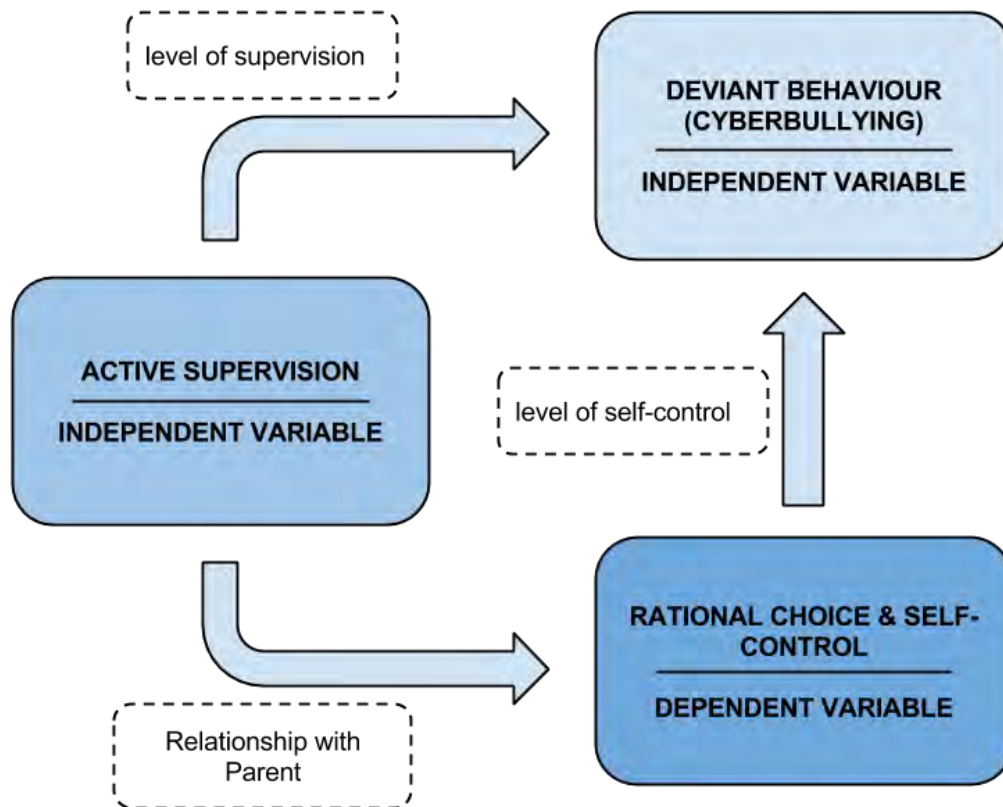 level of supervision
DEVIANT BEHAVIOUR
(CYBERBULLYING)
INDEPENDENT VARIABLE
ACTIVE SUPERVISION
INDEPENDENT VARIABLE
level of self-control
RATIONAL CHOICE & SELF-
CONTROL
DEPENDENT VARIABLE
Relationship with
Parent